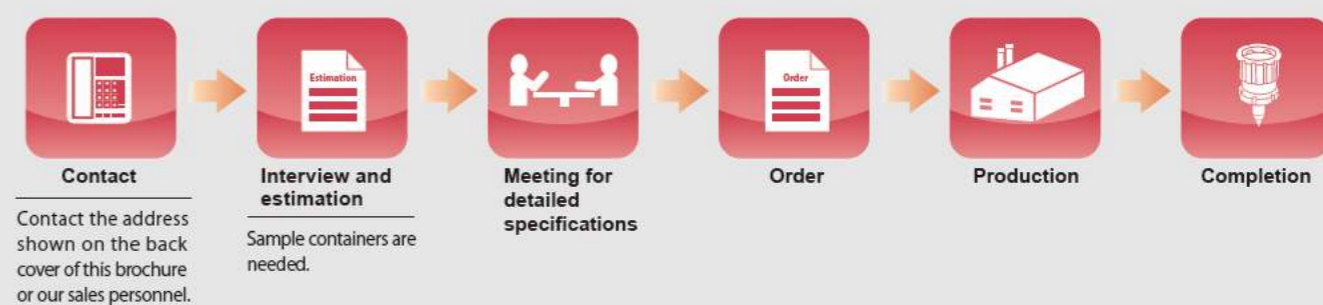 Estimation
Order
Contact
Contact the address
shown on the back
cover of this brochure
or our sales personnel.
Interview and
estimation
Sample containers are
needed.
Meeting for
detailed
specifications
Order
Production
Completion